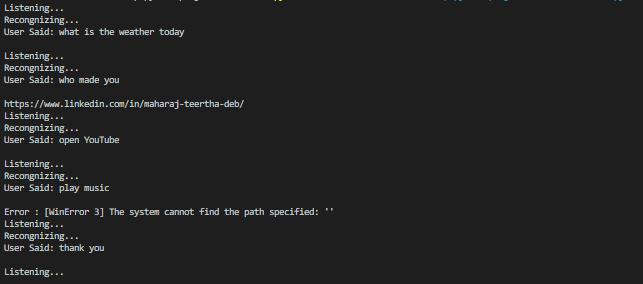 Listening...
Recongnizing...
User Said: what is the weather today
Listening...
Recongnizing...
User Said: who made you
https://www.linkedin.com/in/maharaj-teertha-deb/
Listening...
Recongnizing...
User Said: open YouTube
Listening...
Recongnizing...
User Said: play music
Error : [WinError 3] The system cannot find the path specified: ''
Listening...
Recongnizing...
User Said: thank you
Listening...